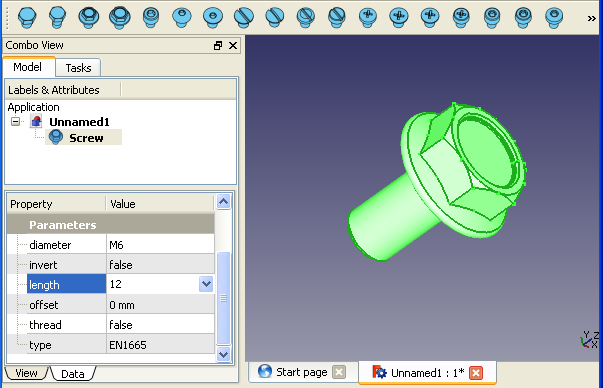 »
Combo View
Model Tasks
Labels & Attributes
Application
Unnamed1
Screw
Property Value
Parameters
diameter M6
invert false
length 12
offset 0 mm
thread false
type EN1665
View Data
Start page Unnamed1 : 1*
Y Z
X